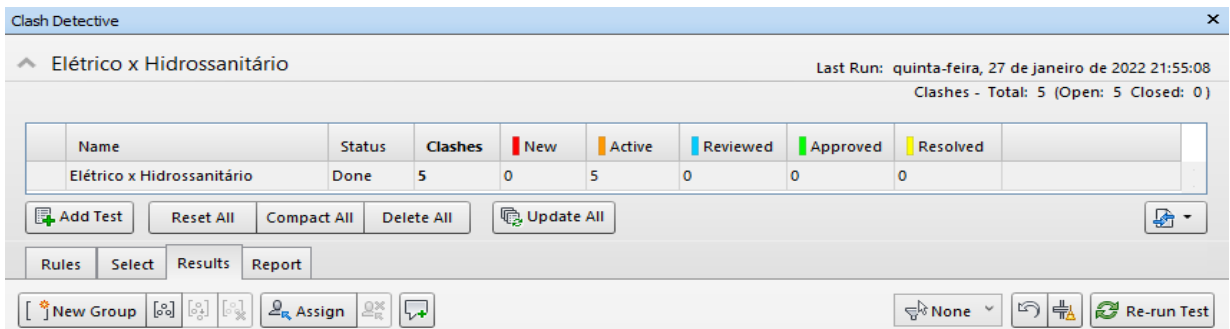 Clash Detective
Elétrico x Hidrossanitário
Last Run: quinta-feira, 27 de janeiro de 2022 21:55:08
Clashes - Total: 5 (Open: 5 Closed: 0)
Name Status Clashes New Active Reviewed Approved Resolved
Elétrico x Hidrossanitário Done 5 0 5 0 0 0
Add Test Reset All Compact All Delete All Update All
Rules Select Results Report
New Group Assign None Re-run Test